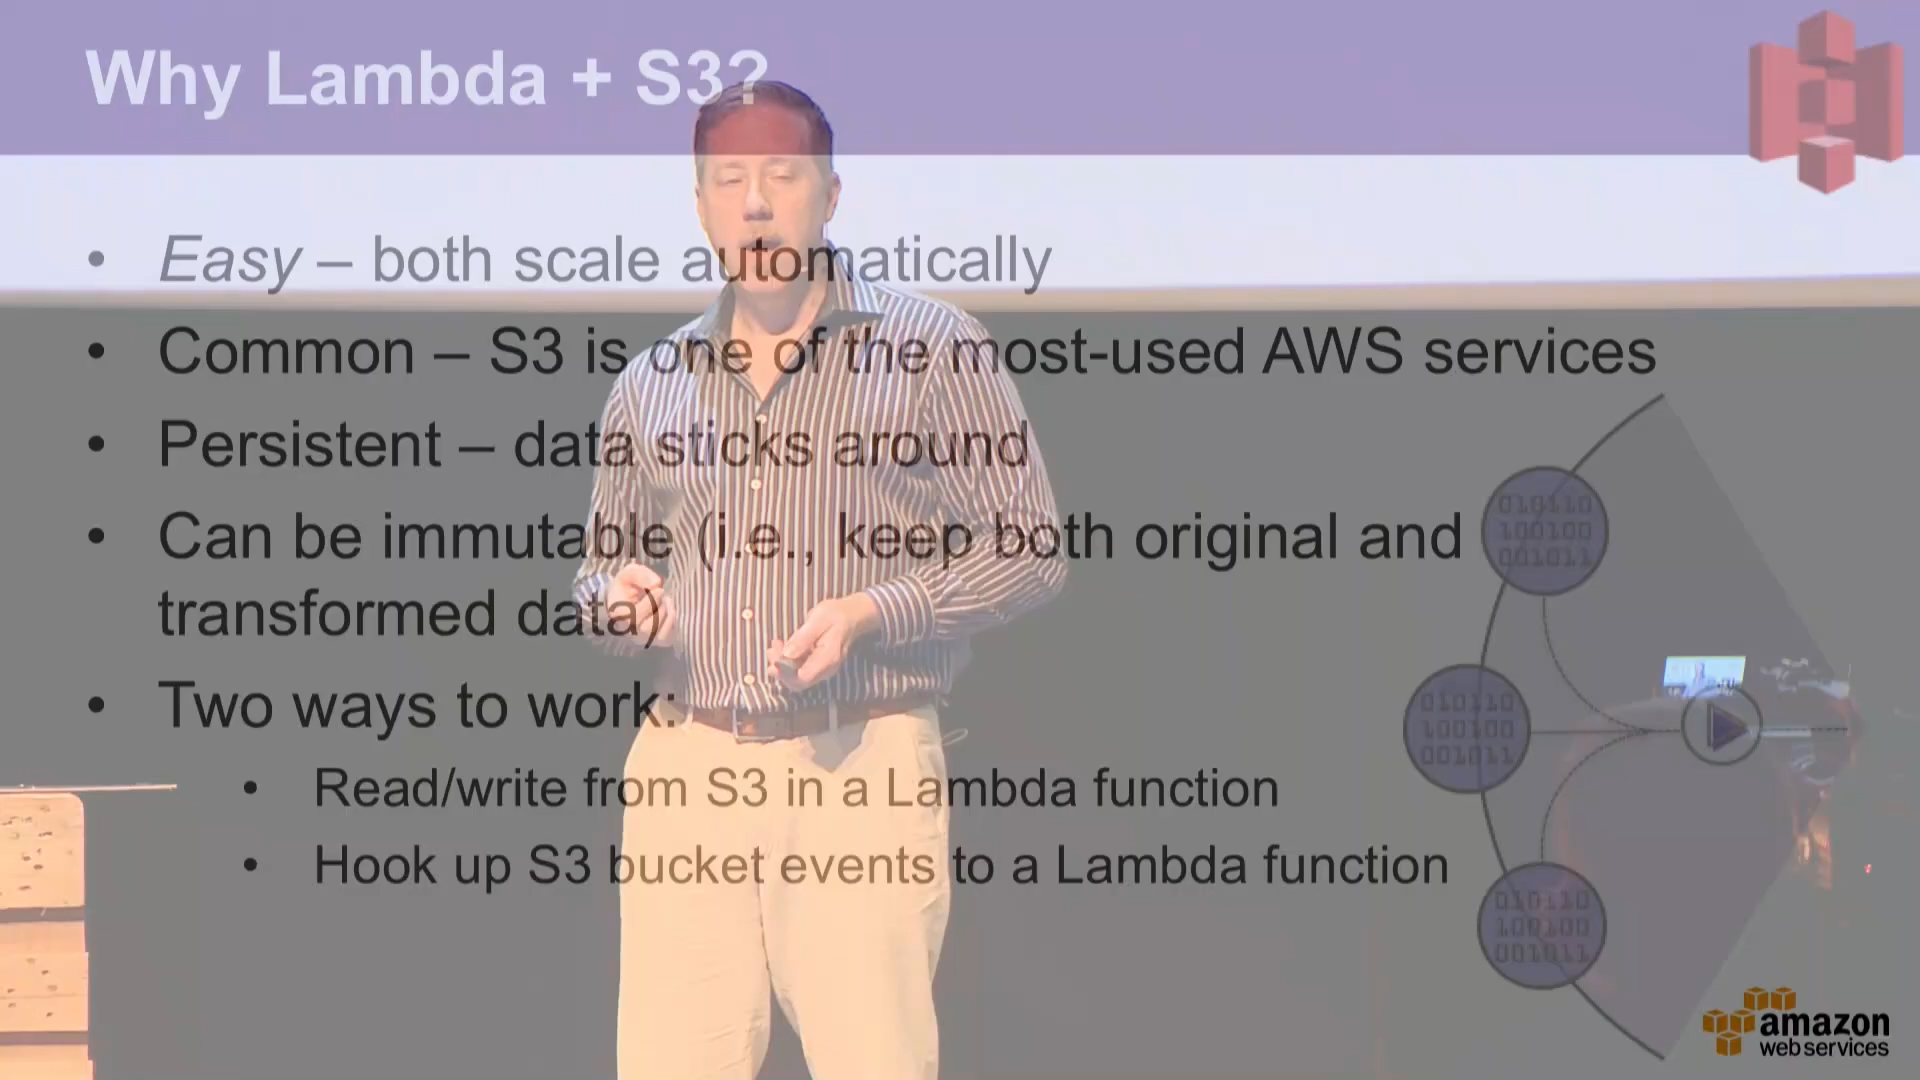 Why Lambda + S3?
• Easy – both scale automatically
• Common – S3 is one of the most-used AWS services
• Persistent – data sticks around
• Can be immutable (i.e., keep both original and
transformed data)
• Two ways to work:
• Read/write from S3 in a Lambda function
• Hook up S3 bucket events to a Lambda function
010110
100100
001011
010110
100100
001011
010110
100100
001011
amazon
web services